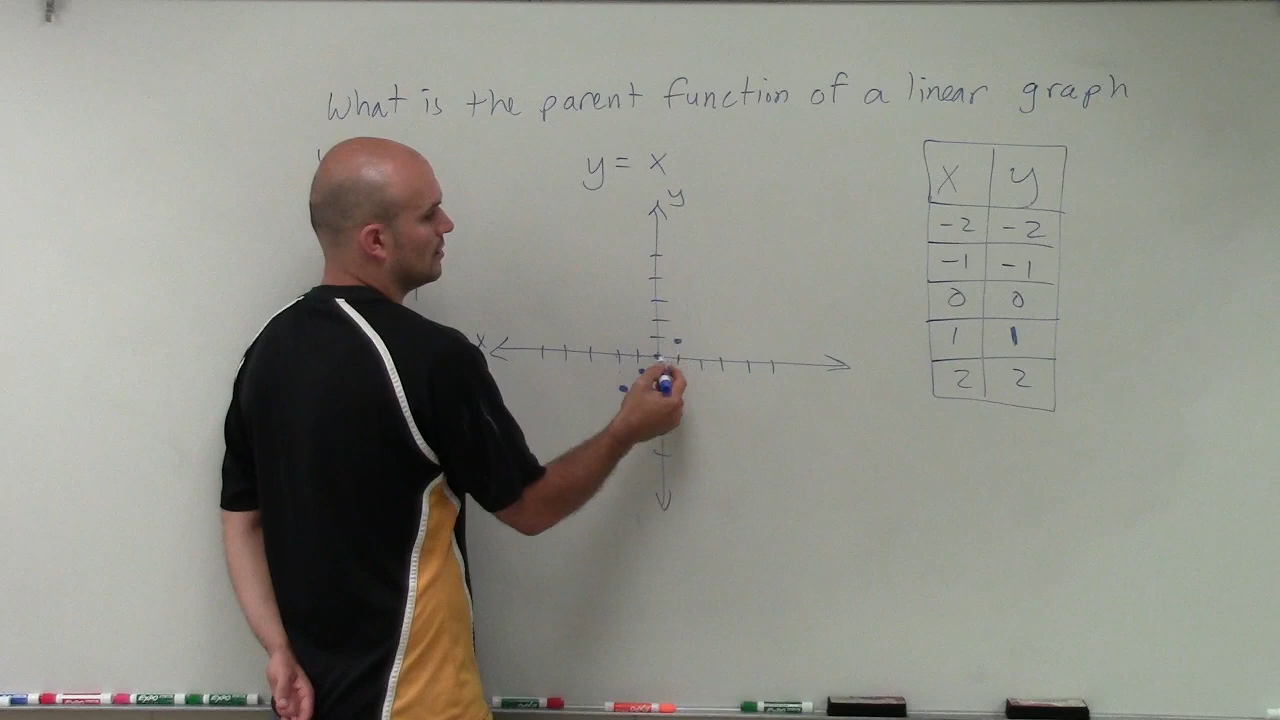 What is the parent function of a linear graph
y = x
y
x
x y
-2 -2
-1 -1
0 0
1 1
2 2